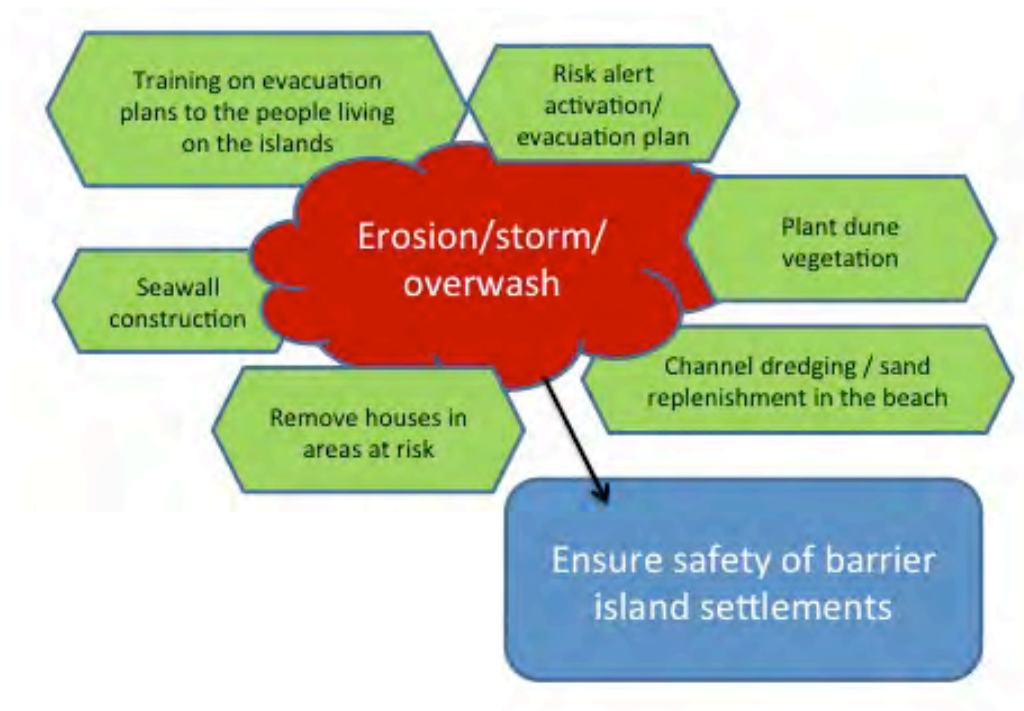 Training on evacuation
plans to the people living
on the islands
Risk alert
activation/
evacuation plan
Erosion/storm/
overwash
Plant dune
vegetation
Seawall
construction
Channel dredging / sand
replenishment in the beach
Remove houses in
areas at risk
Ensure safety of barrier
island settlements